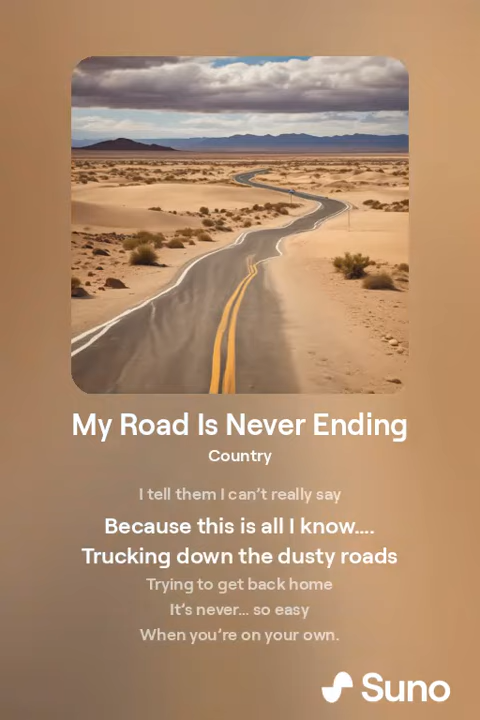 My Road Is Never Ending
Country
I tell them I can't really say
Because this is all I know....
Trucking down the dusty roads
Trying to get back home
It's never... so easy
When you're on your own.
Suno